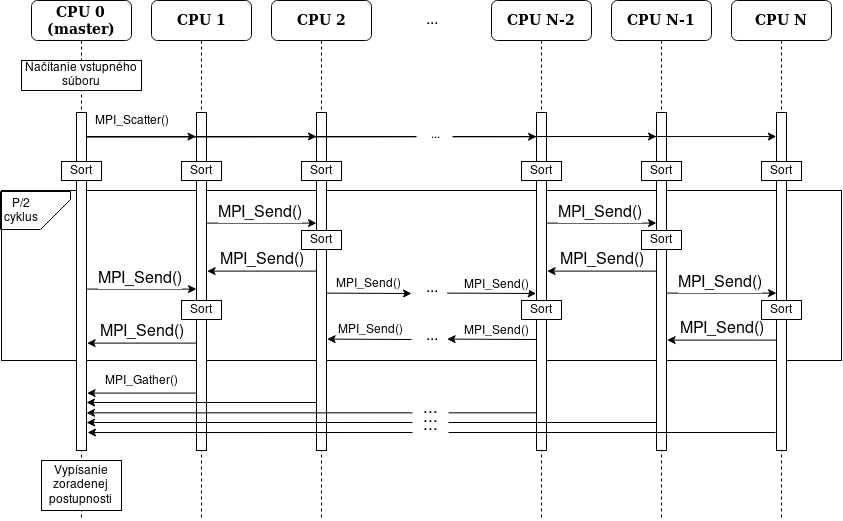 CPU 0
(master)
CPU 1
CPU 2
...
CPU N-2
CPU N-1
CPU N
Načítanie vstupného
súboru
MPI_Scatter()
...
Sort
Sort
Sort
Sort
Sort
Sort
P/2
cyklus
MPI_Send()
MPI_Send()
Sort
Sort
MPI_Send()
MPI_Send()
MPI_Send()
MPI_Send()
...
MPI_Send()
MPI_Send()
Sort
Sort
Sort
MPI_Send()
MPI_Send()
...
MPI_Send()
MPI_Send()
MPI_Gather()
...
...
...
Vypísanie
zoradenej
postupnosti